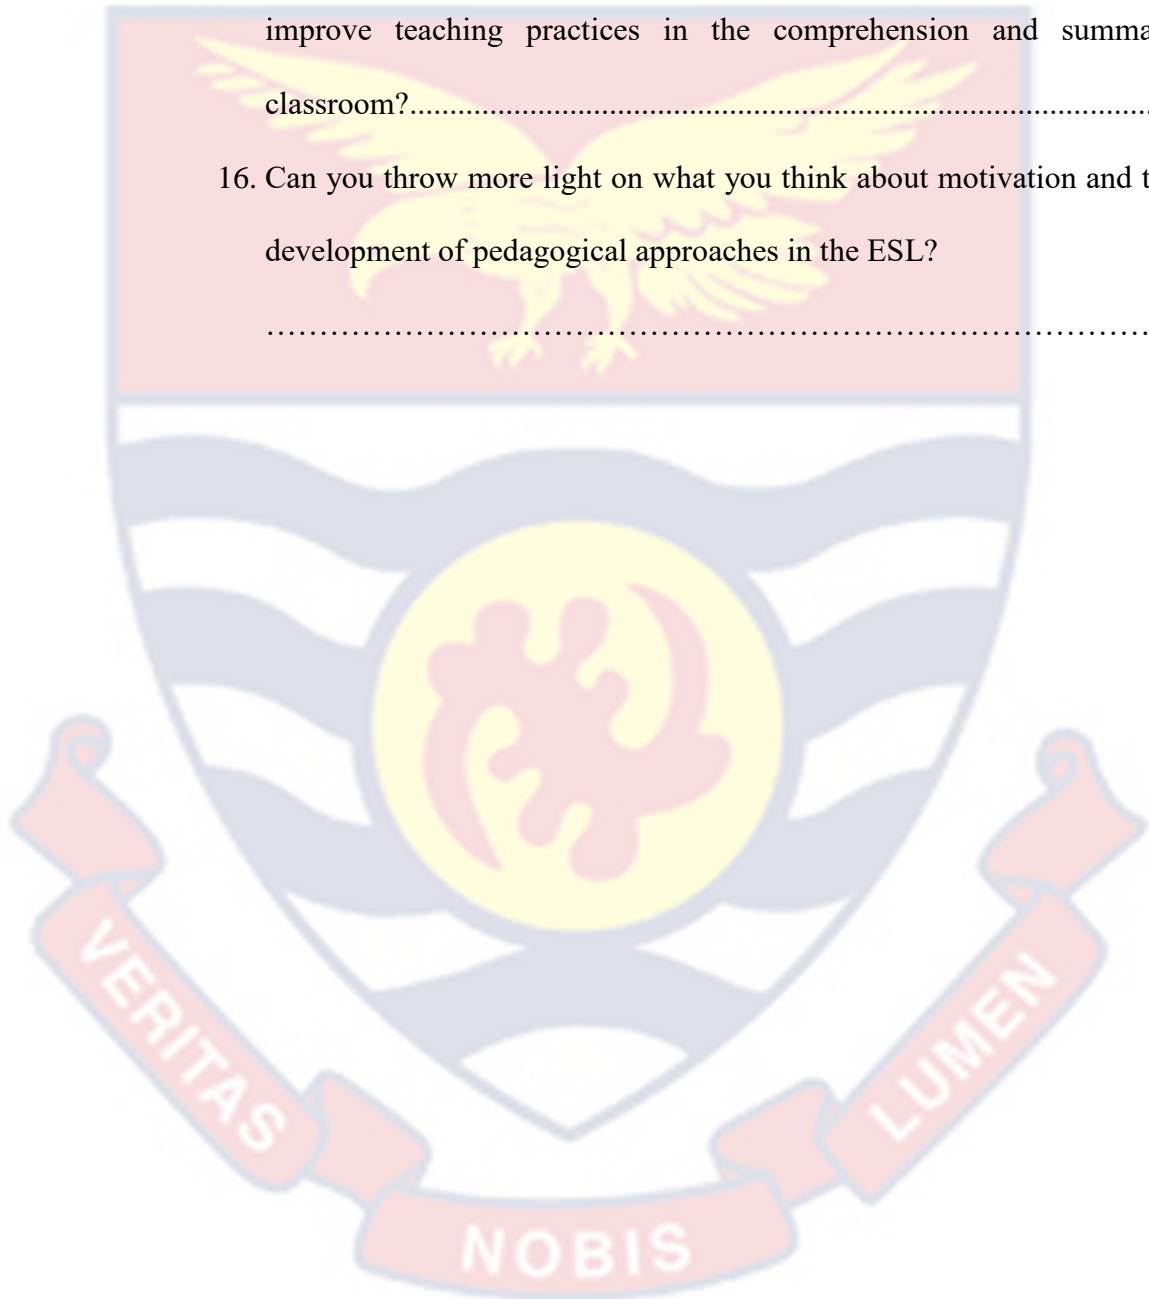 improve teaching practices in the comprehension and summa
classroom?..........................................................................................
16. Can you throw more light on what you think about motivation and t
development of pedagogical approaches in the ESL?
……………………………………………………………………………
VERITAS
NOBIS
LUMEN